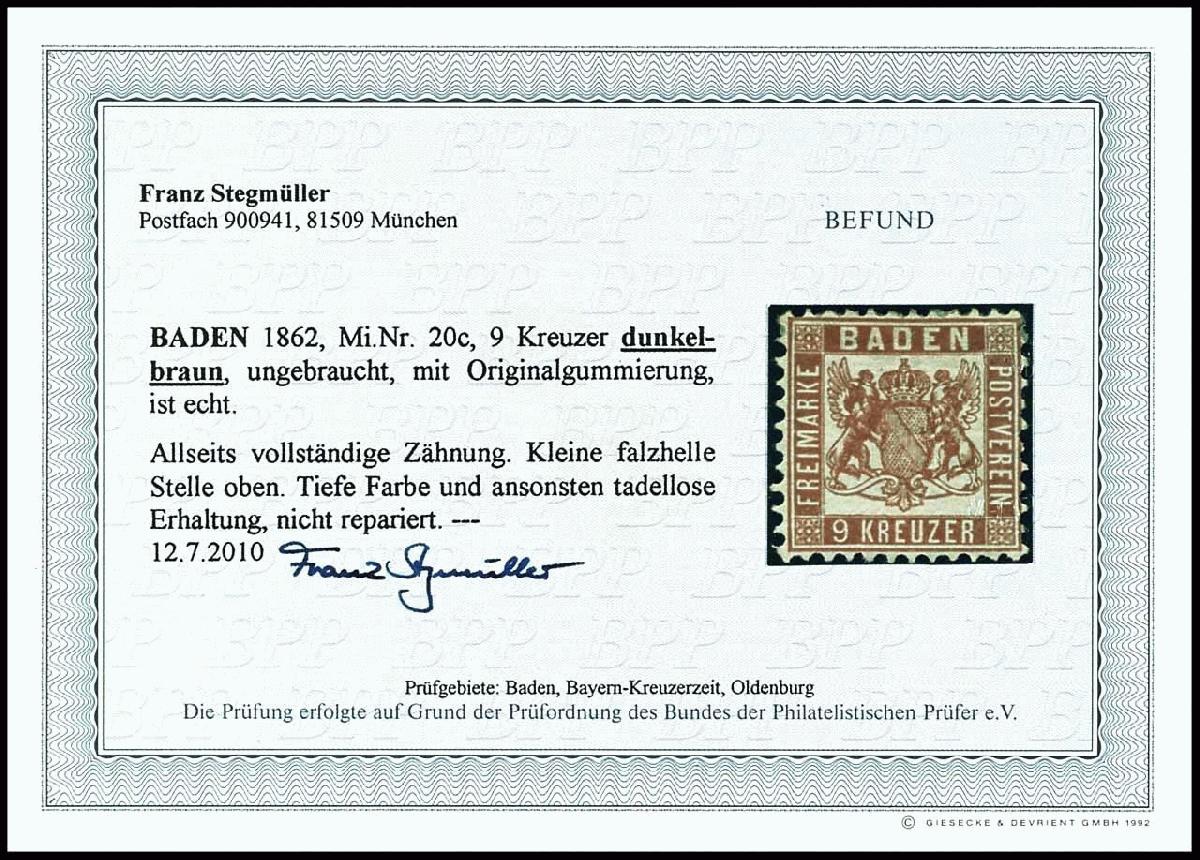 Franz Stegmüller
Postfach 900941, 81509 München
BEFUND
BADEN 1862, Mi.Nr. 20c, 9 Kreuzer dunkel-
braun, ungebraucht, mit Originalgummierung,
ist echt.
Allseits vollständige Zähnung. Kleine falzhelle
Stelle oben. Tiefe Farbe und ansonsten tadellose
Erhaltung, nicht repariert. ---
12.7.2010 Franz Stegmüller
BADEN
FREIMARKE
POSTVEREIN
9 KREUZER
Prüfgebiete: Baden, Bayern-Kreuzerzeit, Oldenburg
Die Prüfung erfolgte auf Grund der Prüfordnung des Bundes der Philatelistischen Prüfer e.V.
© GIESECKE & DEVRIENT GMBH 1992